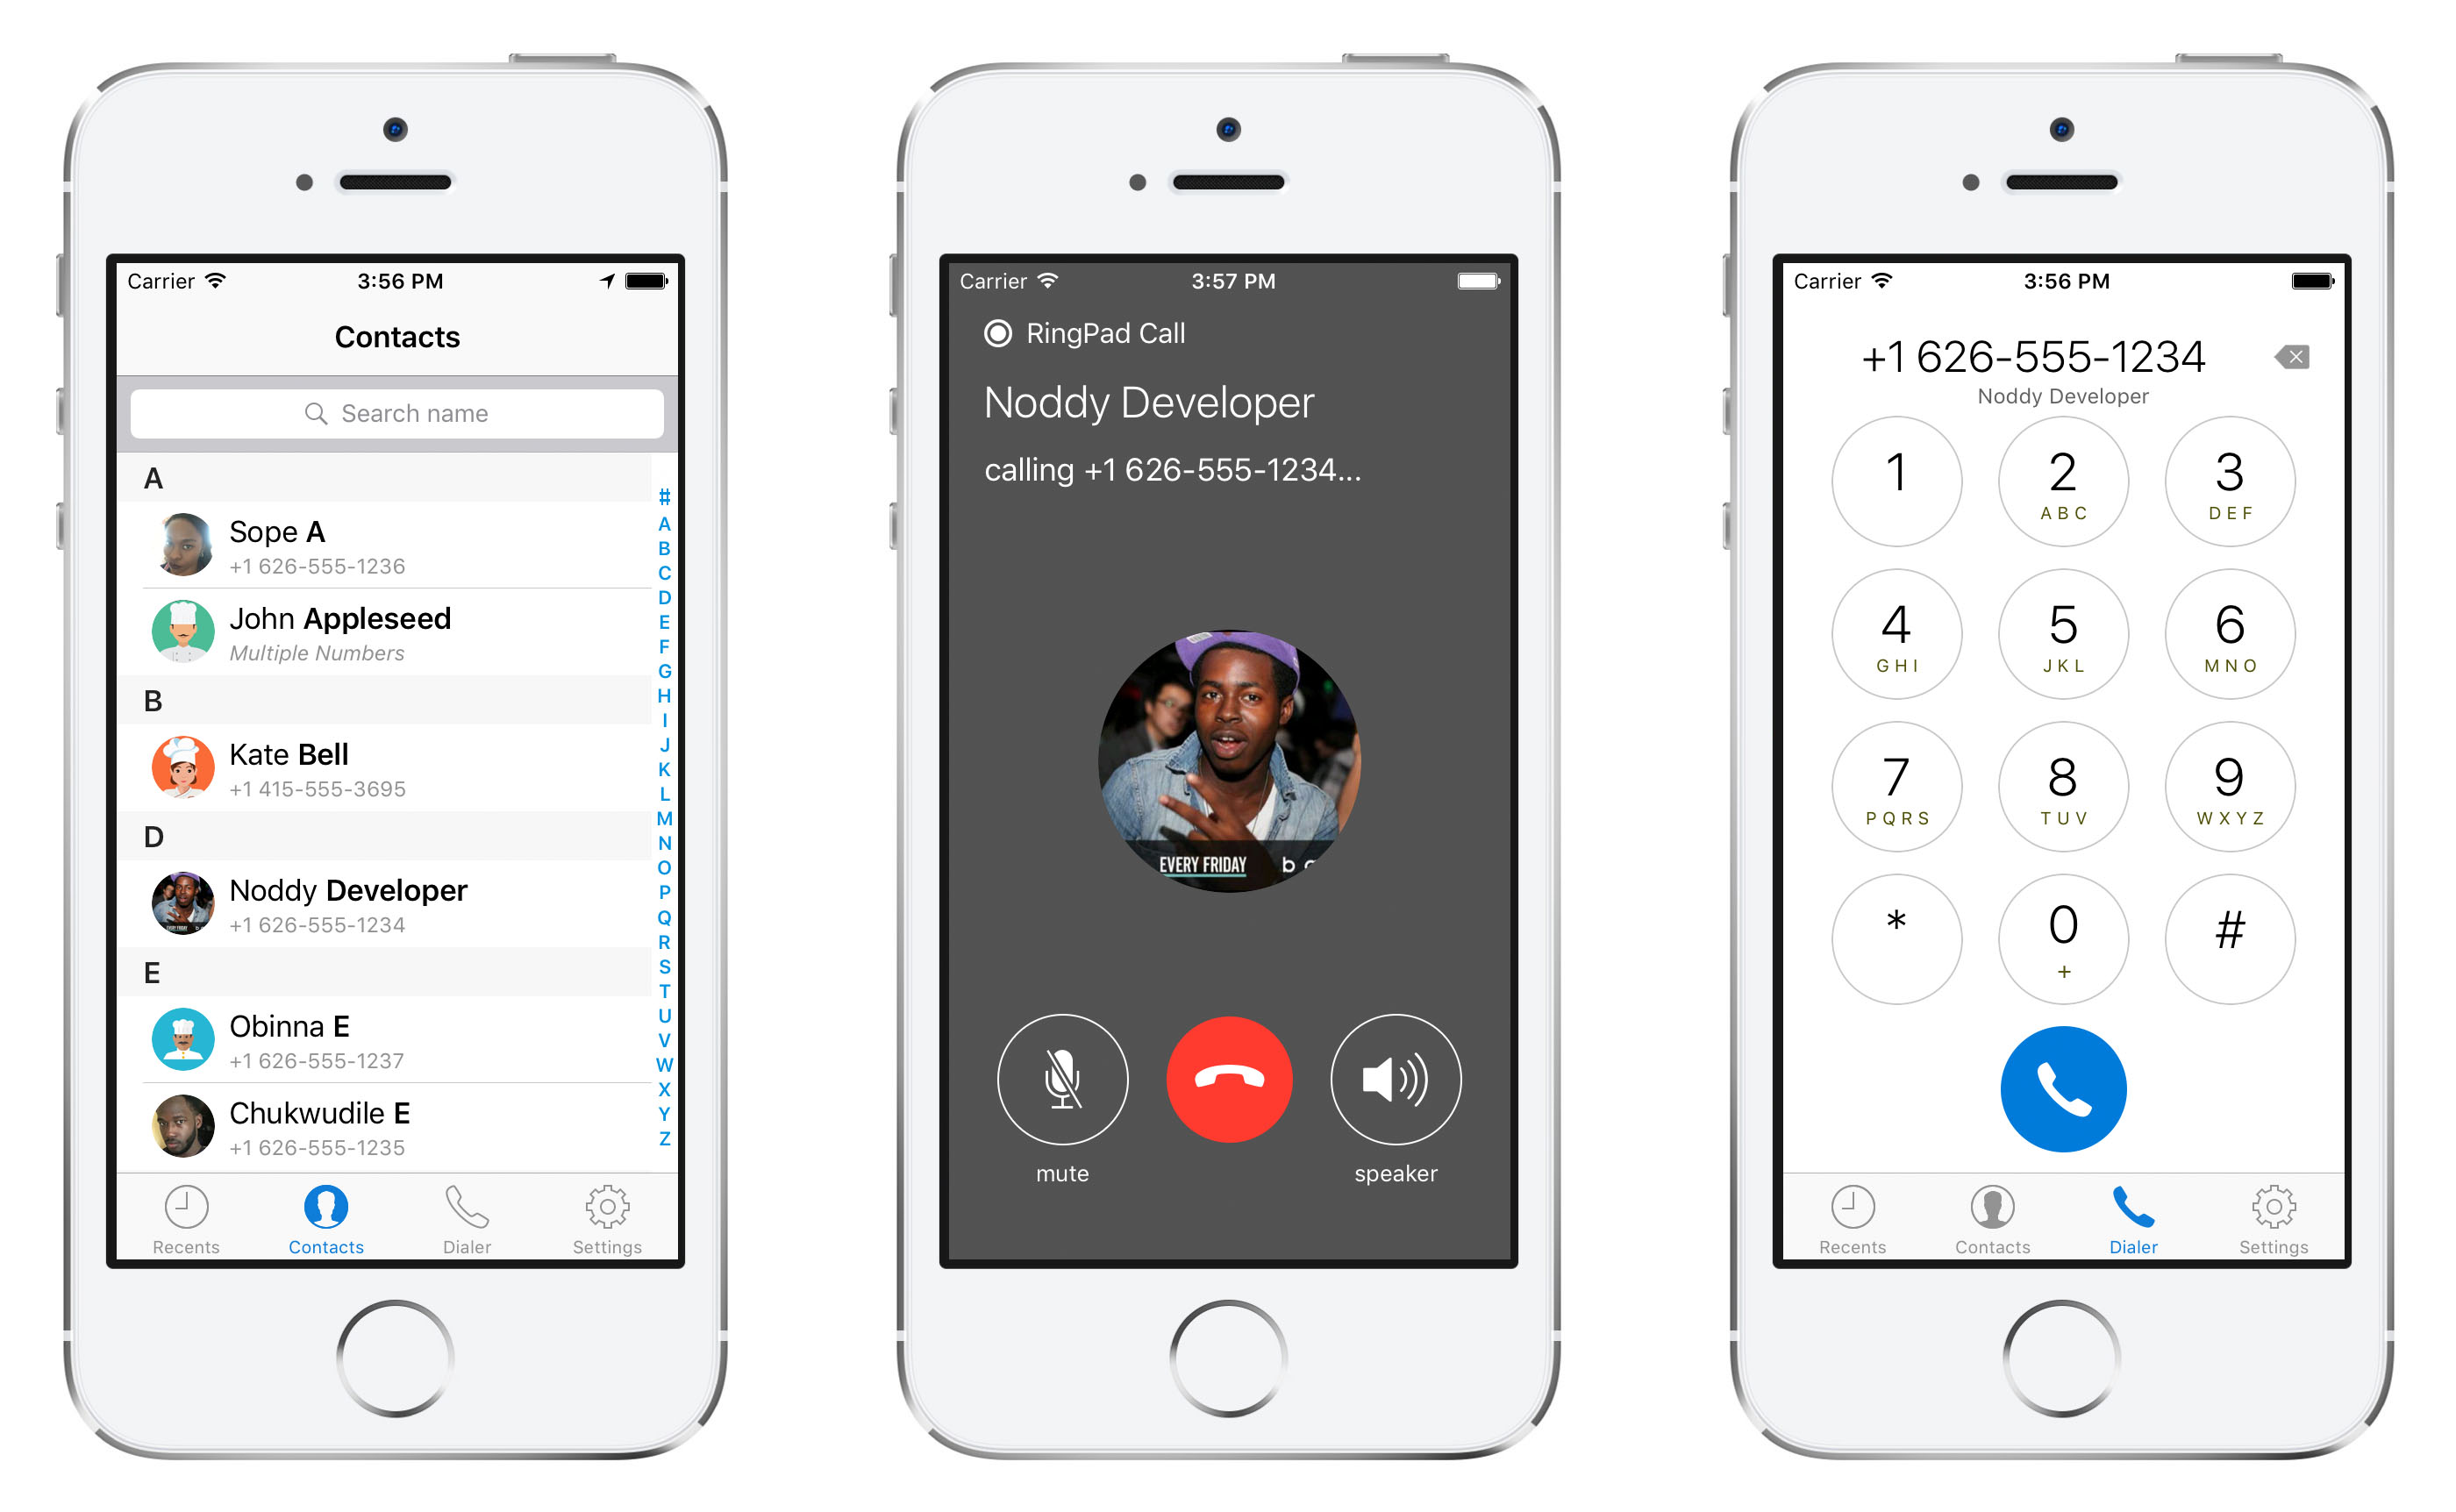 Carrier 3:56 PM
Contacts
Search name
A
Sope A
+1 626-555-1236
John Appleseed
Multiple Numbers
B
Kate Bell
+1 415-555-3695
D
Noddy Developer
+1 626-555-1234
E
Obinna E
+1 626-555-1237
Chukwudile E
+1 626-555-1235
#
A
B
C
D
E
F
G
H
I
J
K
L
M
N
O
P
Q
R
S
T
U
V
W
X
Y
Z
Recents Contacts Dialer Settings
Carrier 3:57 PM
RingPad Call
Noddy Developer
calling +1 626-555-1234...
EVERY FRIDAY
mute speaker
Carrier 3:56 PM
+1 626-555-1234
Noddy Developer
1 2 3
ABC DEF
4 5 6
GHI JKL MNO
7 8 9
PQRS TUV WXYZ
* 0 #
+
Recents Contacts Dialer Settings